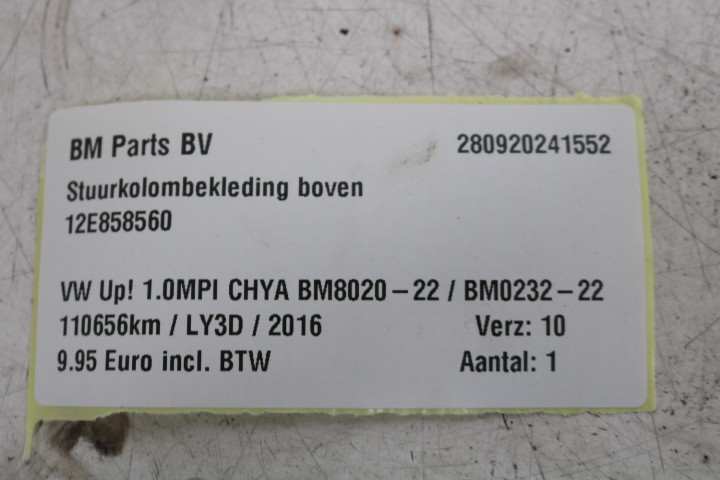 BM Parts BV 280920241552
Stuurkolombekleding boven
12E858560
VW Up! 1.0MPI CHYA BM8020-22 / BM0232-22
110656km / LY3D / 2016 Verz: 10
9.95 Euro incl. BTW Aantal: 1